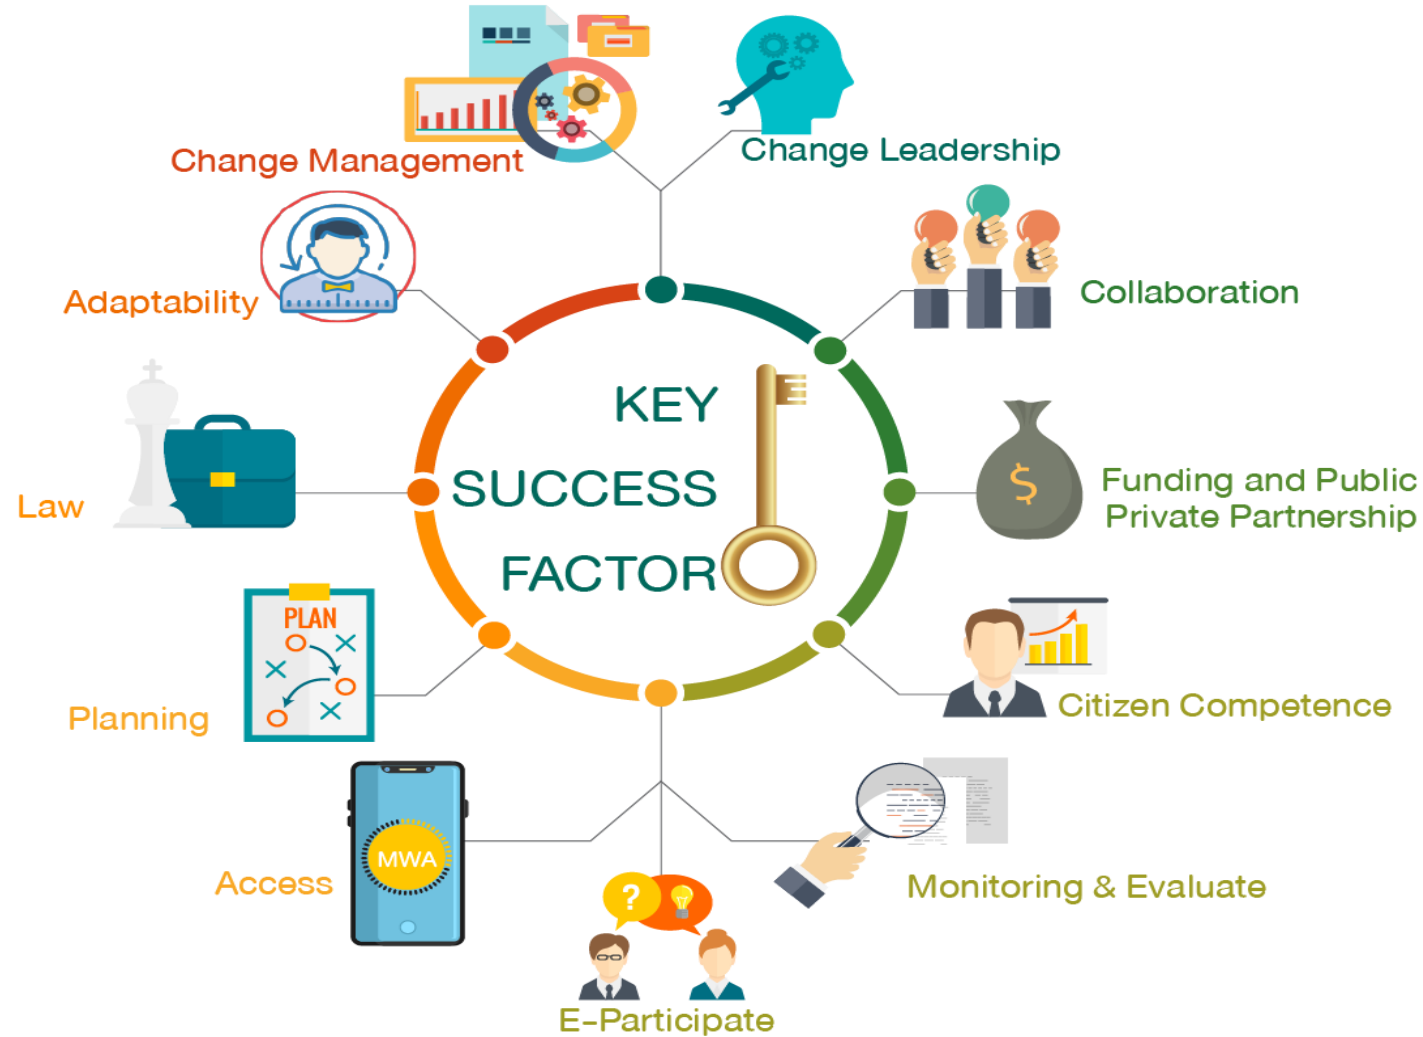 Change Management
Change Leadership
Adaptability
Collaboration
KEY
SUCCESS
FACTOR
Law
$
Funding and Public
Private Partnership
PLAN
Planning
Citizen Competence
MWA
Access
Monitoring & Evaluate
?
E-Participate